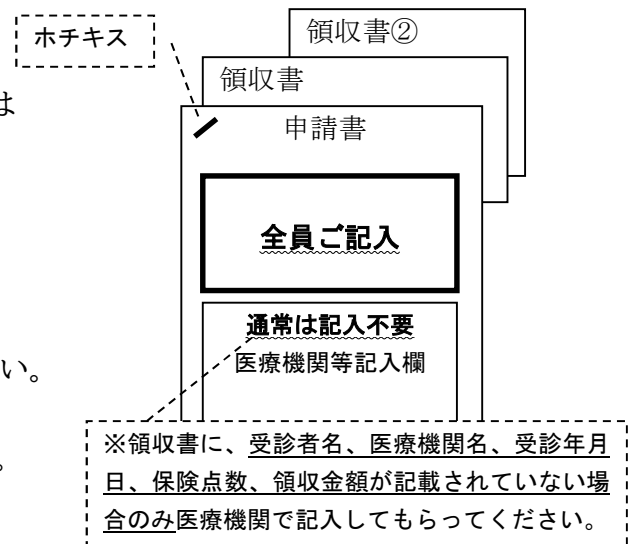 ホチキス
領収書②
領収書
は
申請書
全員ご記入
通常は記入不要
い。
医療機関等記入欄
。
※領収書に、受診者名、医療機関名、受診年月
日、保険点数、領収金額が記載されていない場
合のみ医療機関で記入してもらってください。